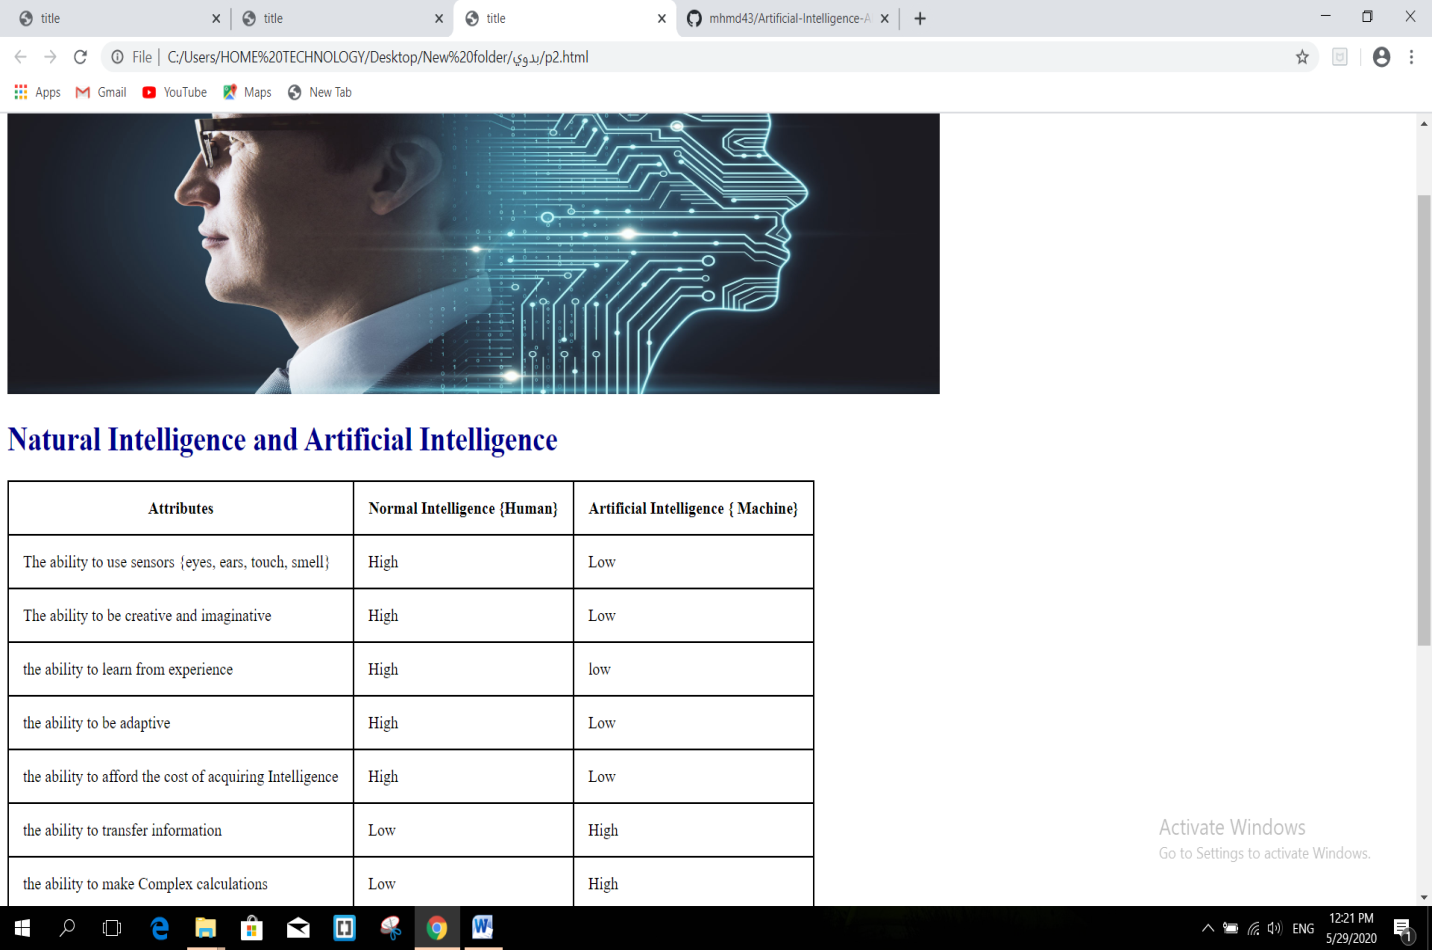 title
title
title
mhmd43/Artificial-Intelligence-A
File | C:/Users/HOME%20TECHNOLOGY/Desktop/New%20folder/بدوي/p2.html
Apps Gmail YouTube Maps New Tab
Natural Intelligence and Artificial Intelligence
Attributes Normal Intelligence {Human} Artificial Intelligence { Machine}
The ability to use sensors {eyes, ears, touch, smell} High Low
The ability to be creative and imaginative High Low
the ability to learn from experience High low
the ability to be adaptive High Low
the ability to afford the cost of acquiring Intelligence High Low
the ability to transfer information Low High
the ability to make Complex calculations Low High
Activate Windows
Go to Settings to activate Windows.
ENG
12:21 PM
5/29/2020
1